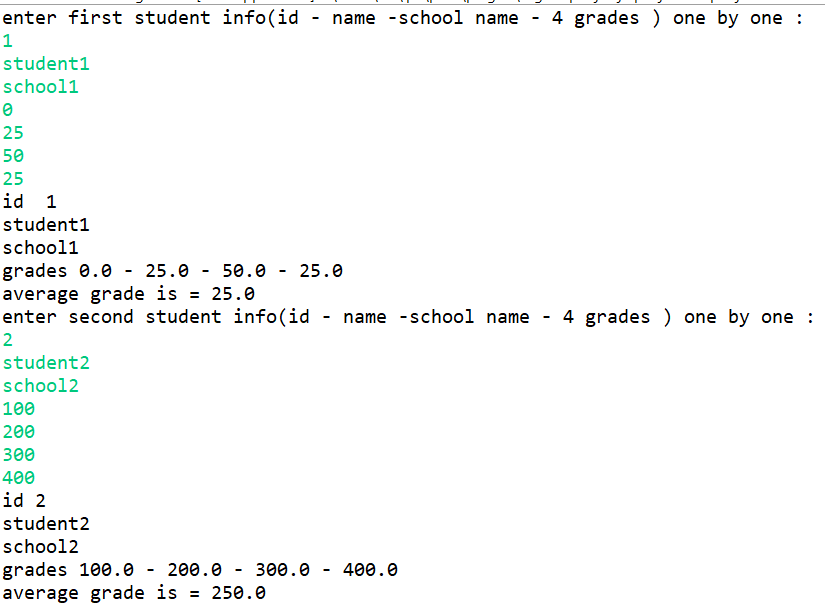 enter first student info(id - name -school name - 4 grades ) one by one :
1
student1
school1
0
25
50
25
id  1
student1
school1
grades 0.0 - 25.0 - 50.0 - 25.0
average grade is = 25.0
enter second student info(id - name -school name - 4 grades ) one by one :
2
student2
school2
100
200
300
400
id 2
student2
school2
grades 100.0 - 200.0 - 300.0 - 400.0
average grade is = 250.0